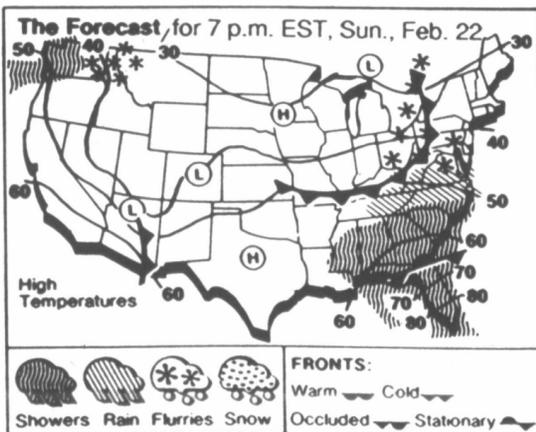 The Forecast for 7 p.m. EST, Sun., Feb. 22
50 40 30 L 30
H
40
L
60 50
L
60
H
High
Temperatures
60 60 70 80 70 80
FRONTS:
Warm Cold
Showers Rain Flurries Snow Occluded Stationary